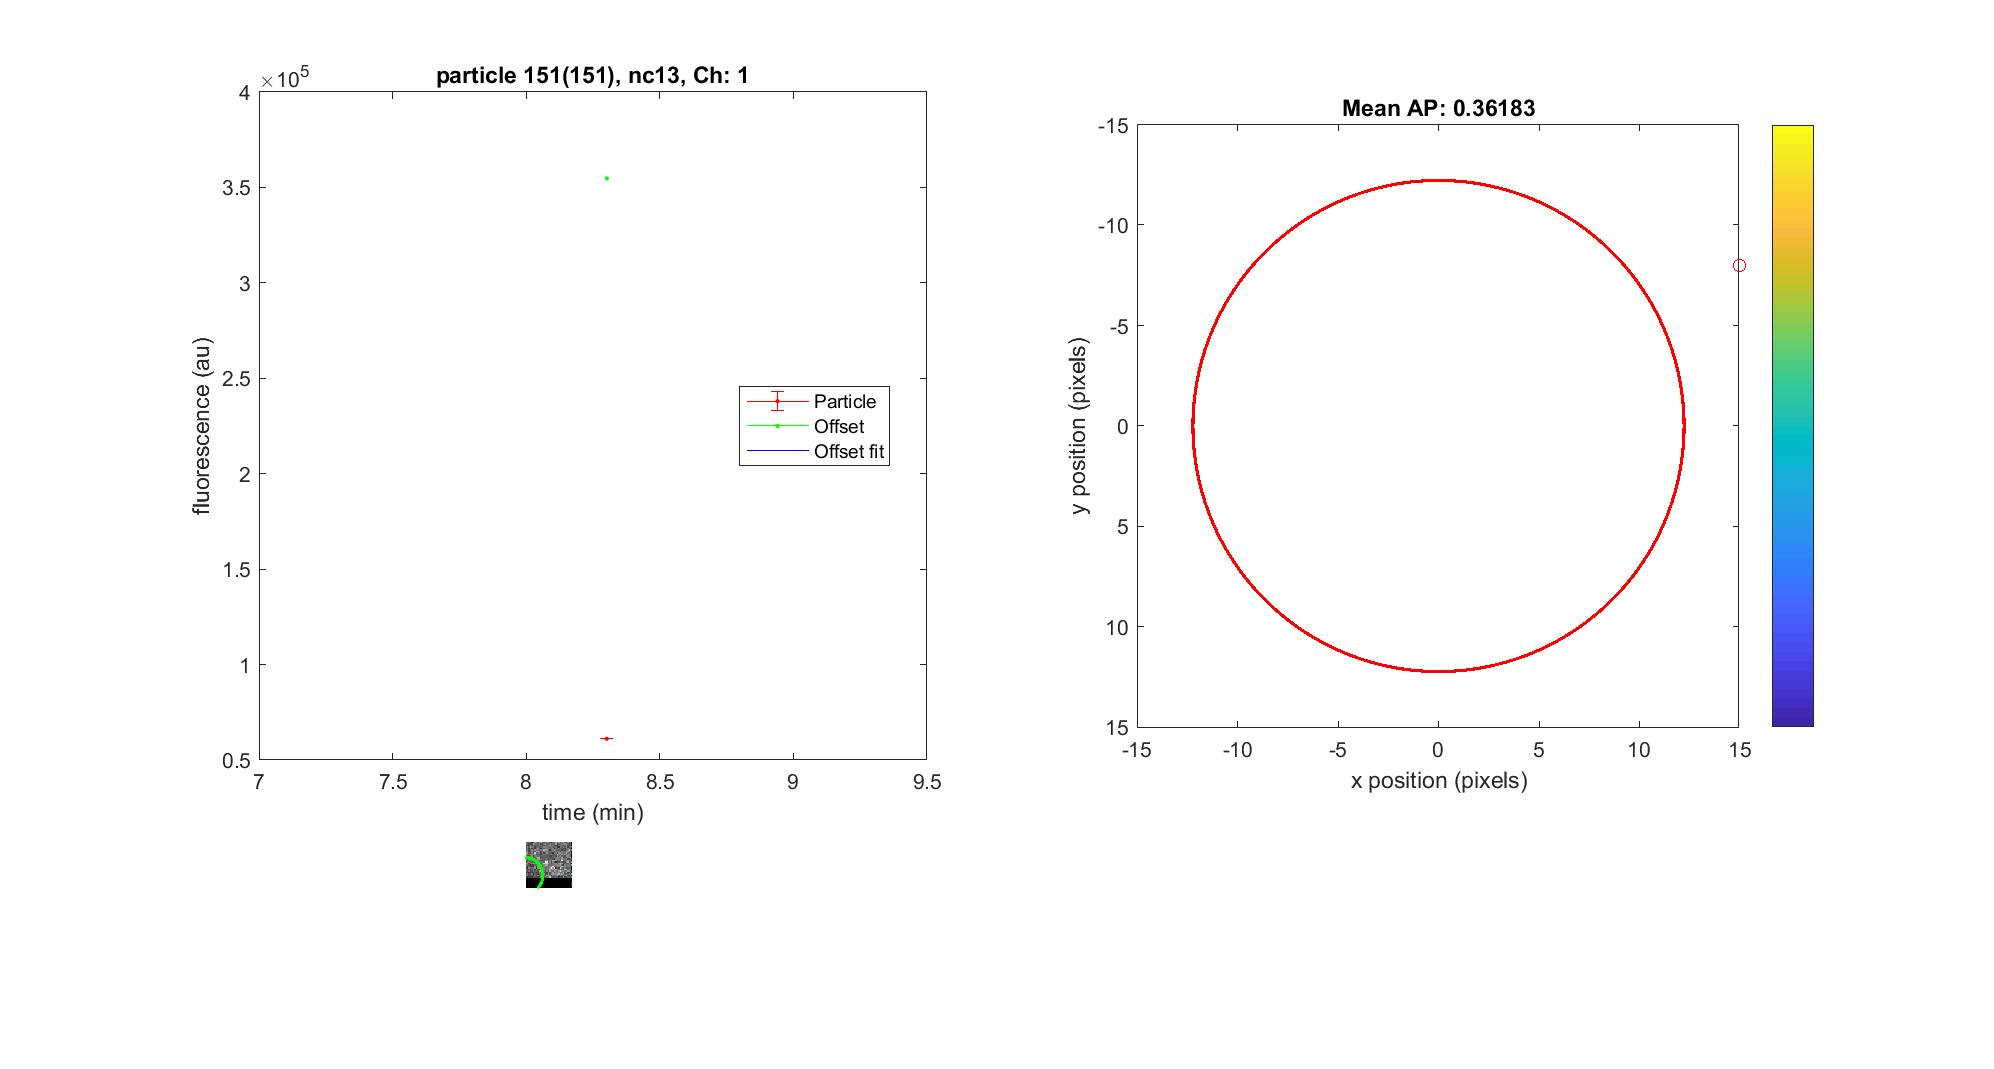 particle 151(151), nc13, Ch: 1
×10^5
4
3.5
3
2.5
2
1.5
1
0.5
7 7.5 8 8.5 9 9.5
time (min)
fluorescence (au)
Particle
Offset
Offset fit
Mean AP: 0.36183
-15
-10
-5
0
5
10
15
-15 -10 -5 0 5 10 15
x position (pixels)
y position (pixels)